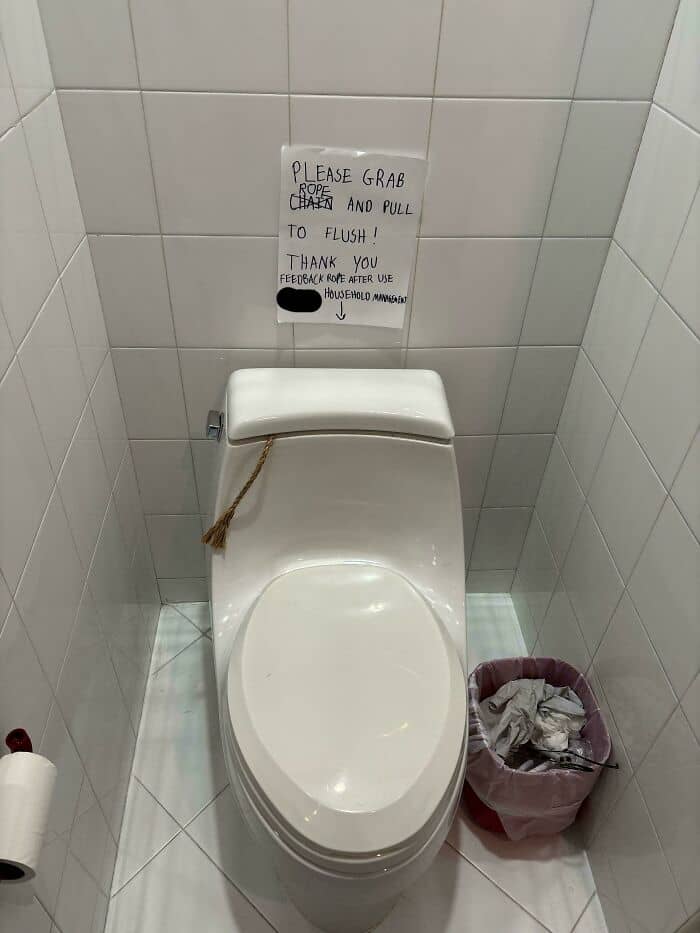 PLEASE GRAB
ROPE
CHAIN AND PULL
TO FLUSH!
THANK YOU
FEEDBACK ROPE AFTER USE
HOUSEHOLD MANAGEMENT